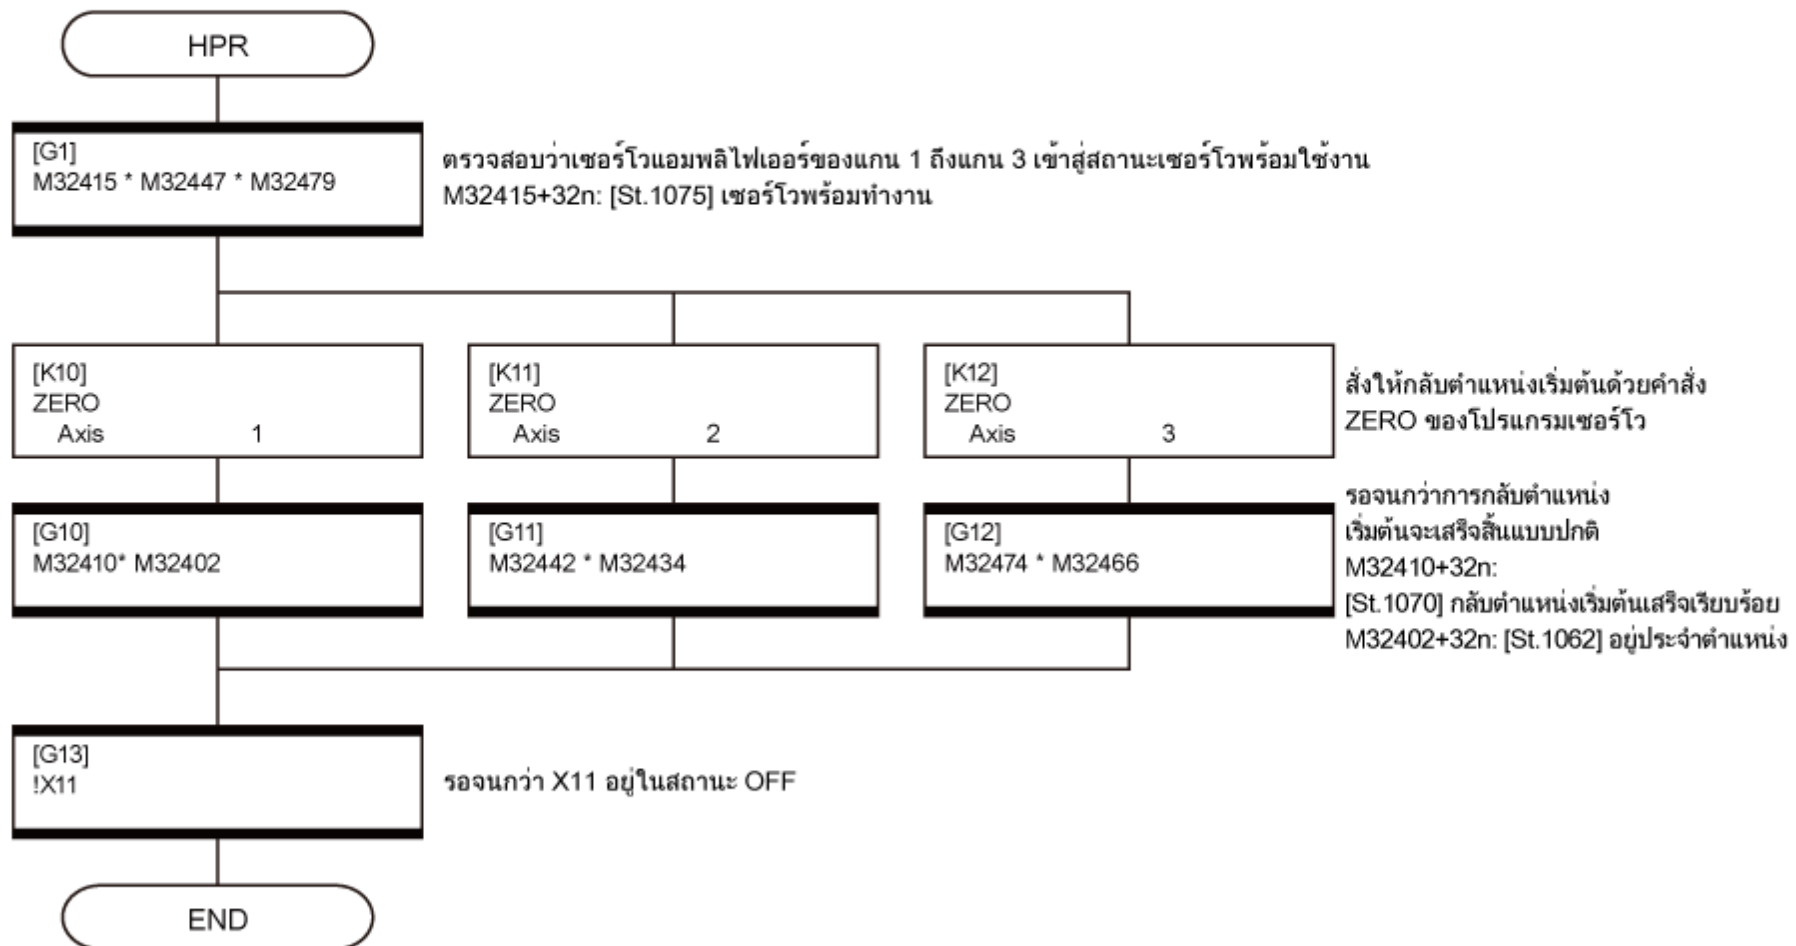 HPR
[G1]
M32415 * M32447 * M32479
ตรวจสอบว่าเซอร์โวแอมพลิไฟเออร์ของแกน 1 ถึงแกน 3 เข้าสู่สถานะเซอร์โวพร้อมใช้งาน
M32415+32n: [St.1075] เซอร์โวพร้อมทำงาน
[K10]
ZERO
Axis 1
[K11]
ZERO
Axis 2
[K12]
ZERO
Axis 3
สั่งให้กลับตำแหน่งเริ่มต้นด้วยคำสั่ง
ZERO ของโปรแกรมเซอร์โว
[G10]
M32410* M32402
[G11]
M32442 * M32434
[G12]
M32474 * M32466
รอจนกว่าการกลับตำแหน่ง
เริ่มต้นจะเสร็จสิ้นแบบปกติ
M32410+32n:
[St.1070] กลับตำแหน่งเริ่มต้นเสร็จเรียบร้อย
M32402+32n: [St.1062] อยู่ประจำตำแหน่ง
[G13]
!X11
รอจนกว่า X11 อยู่ในสถานะ OFF
END